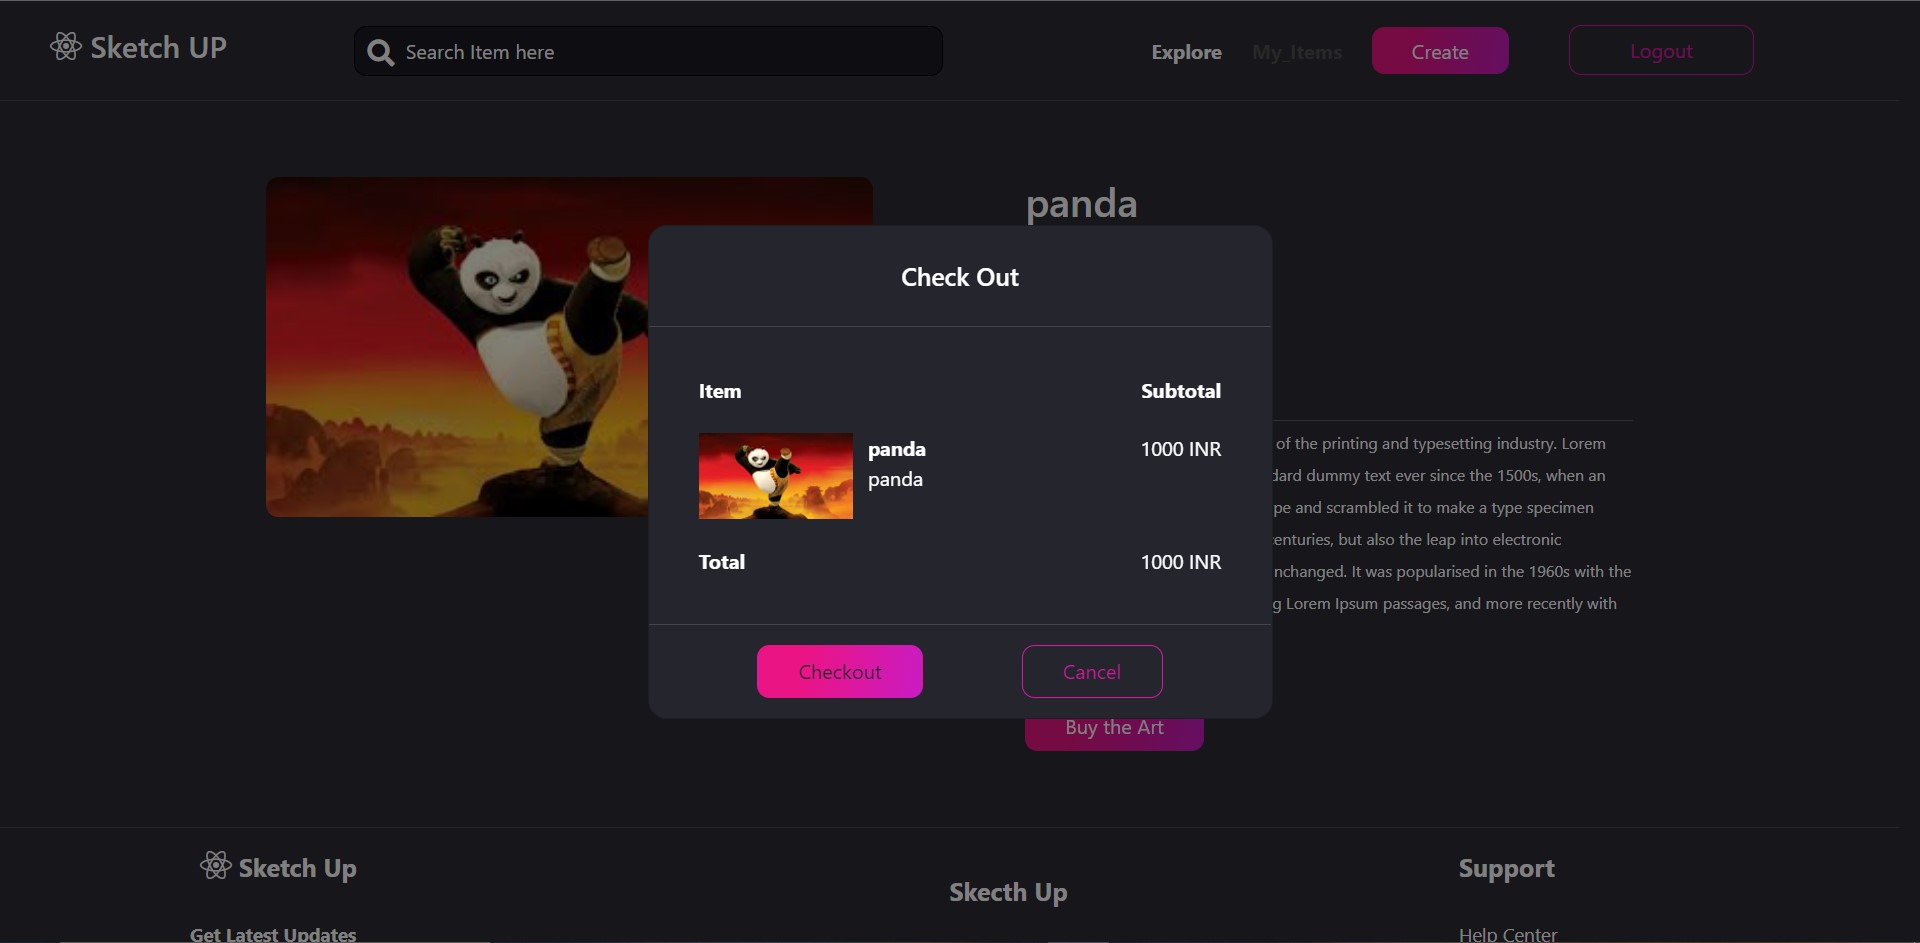 Sketch UP
Search Item here
Explore
My_Items
Create
Logout
panda
Check Out
Item
Subtotal
panda
1000 INR
panda
Total
1000 INR
Checkout
Cancel
of the printing and typesetting industry. Lorem
dummy text ever since the 1500s, when an
and scrambled it to make a type specimen
but also the leap into electronic
It was popularised in the 1960s with the
Lorem Ipsum passages, and more recently with
Buy the Art
Sketch Up
Skecth Up
Support
Get Latest Updates
Help Center